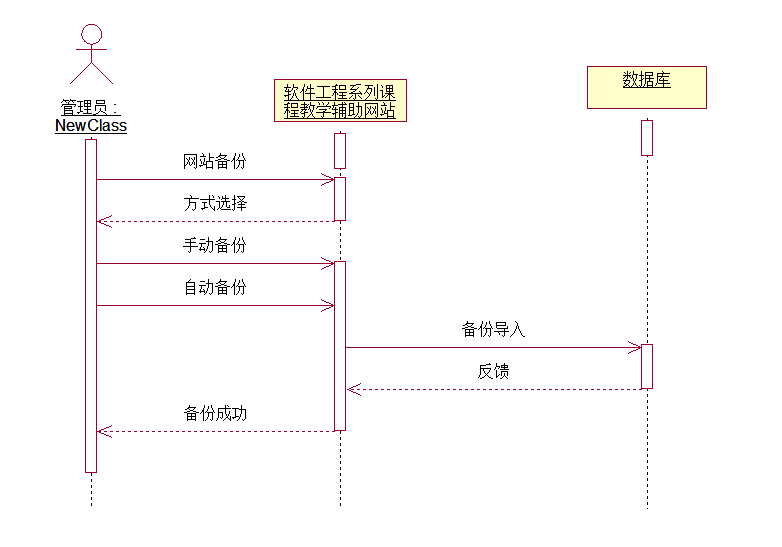 管理员 :
NewClass
软件工程系列课
程教学辅助网站
数据库
网站备份
方式选择
手动备份
自动备份
备份导入
反馈
备份成功